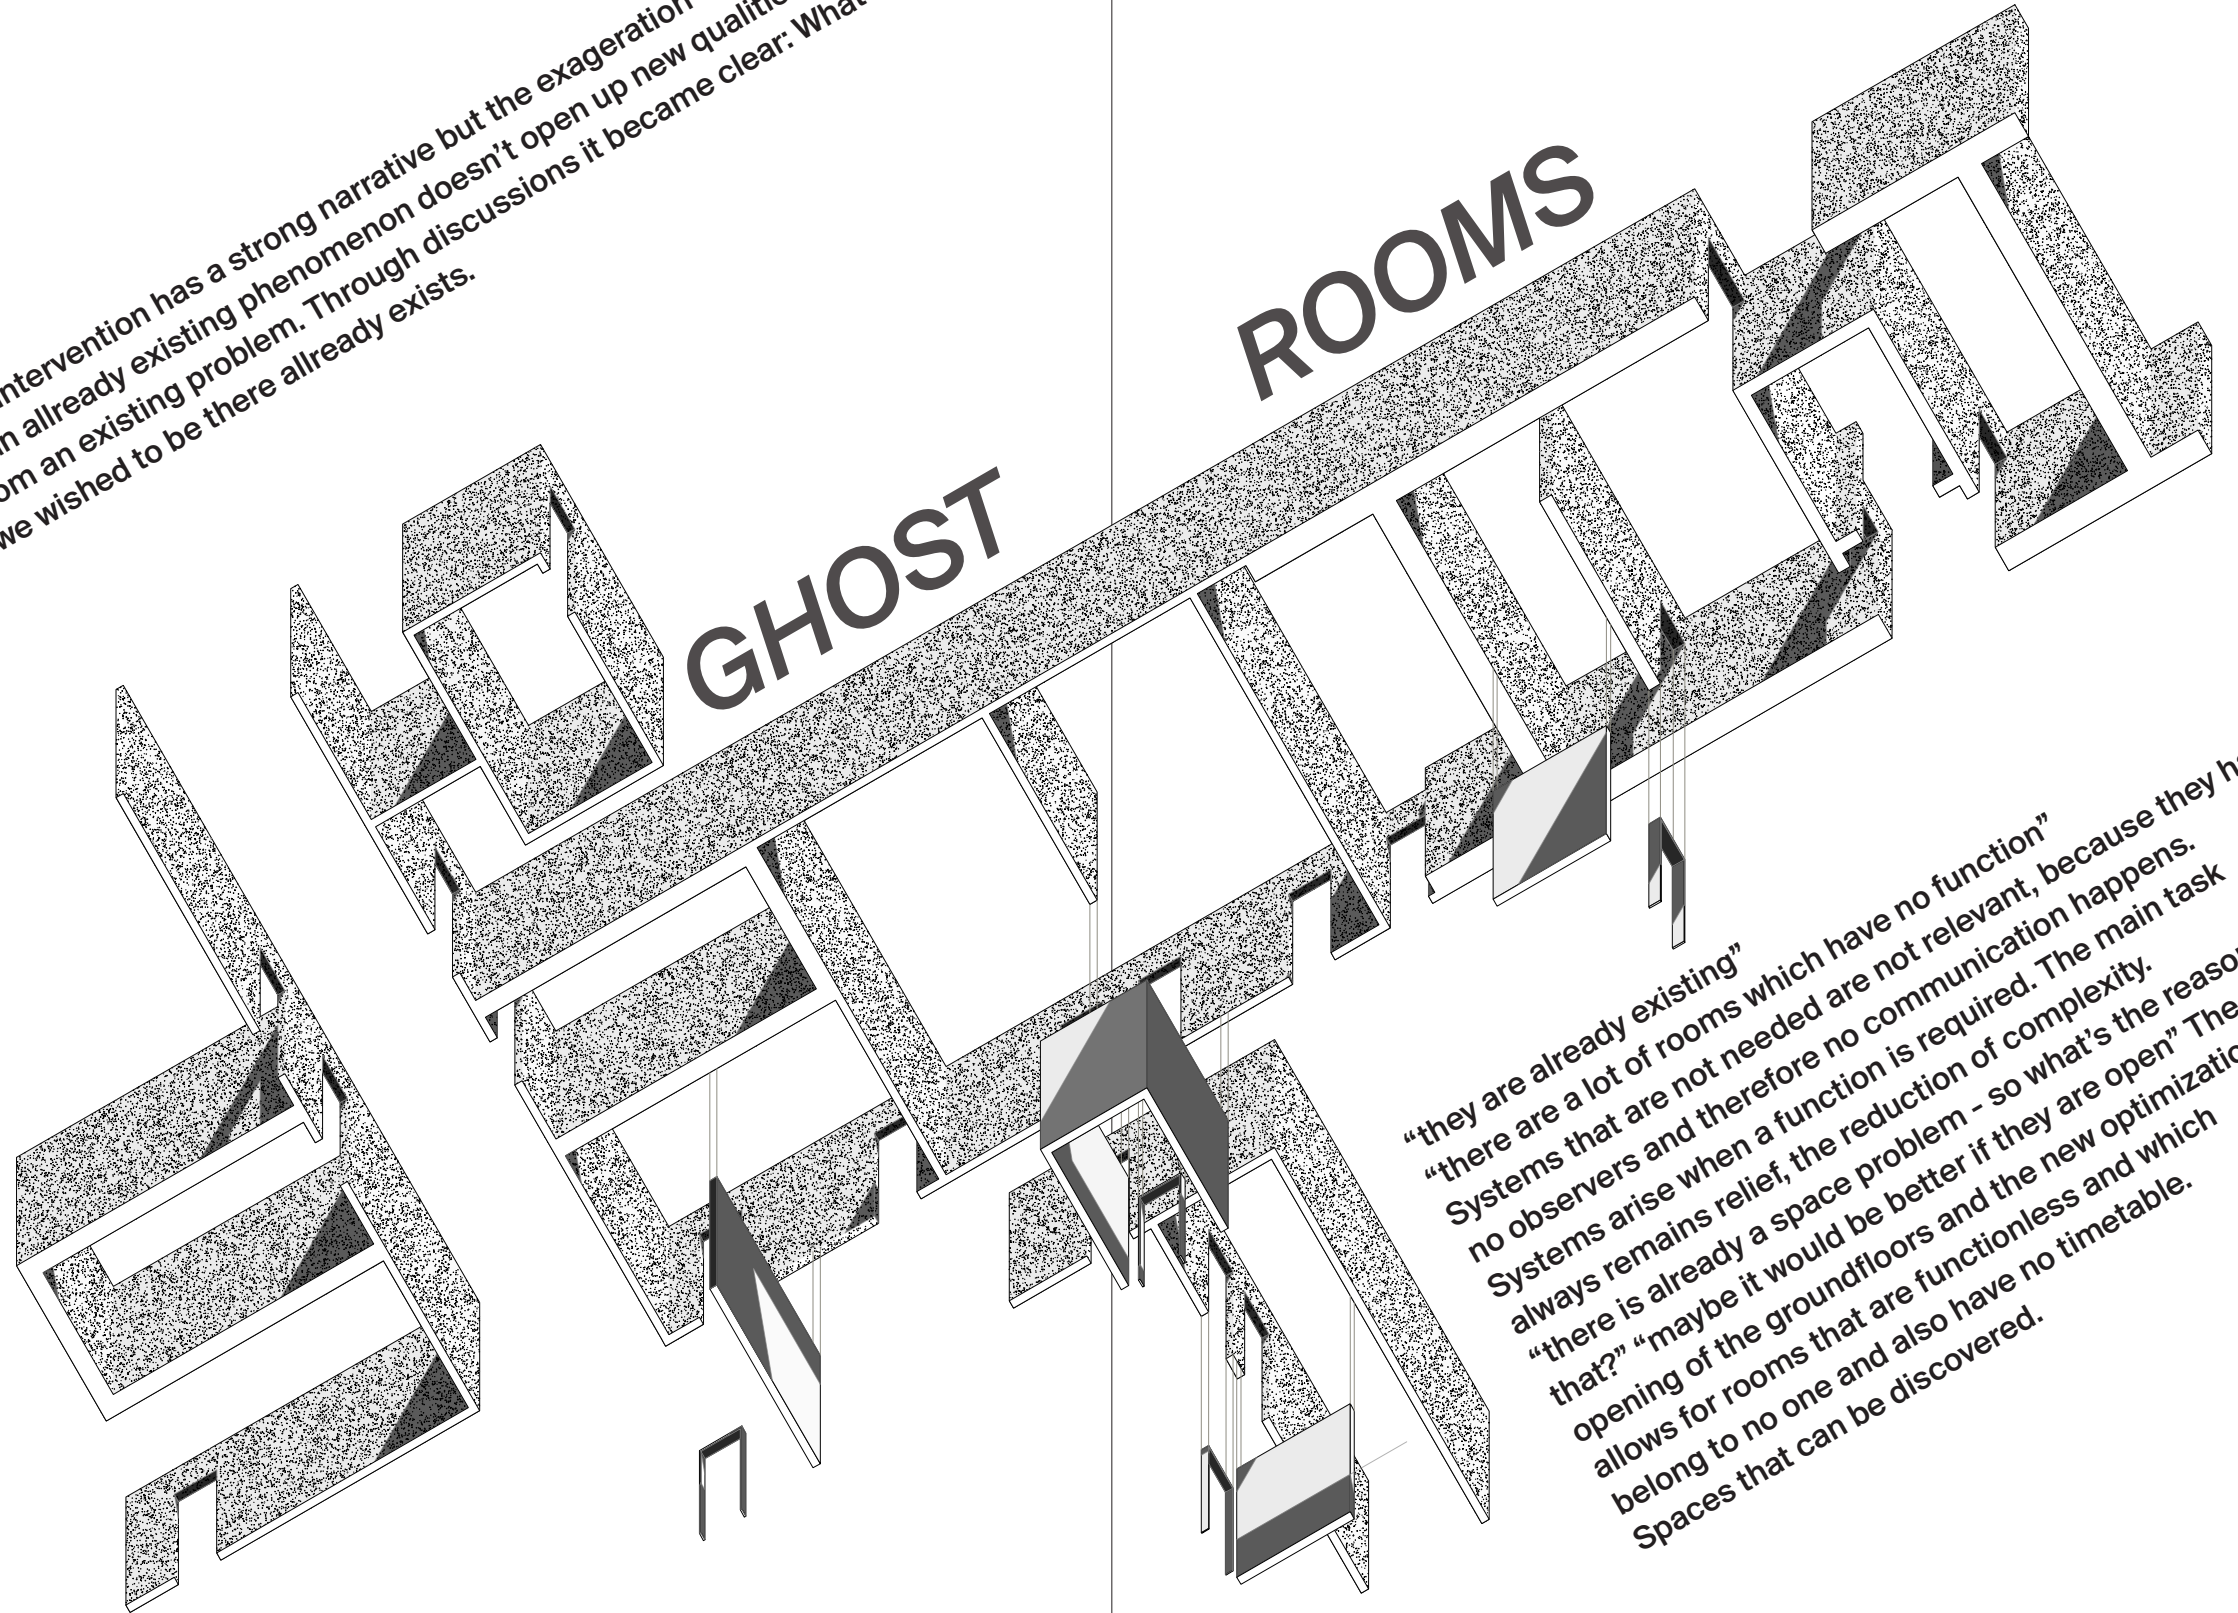 ntervention has a strong narrative but the exageration
n allready existing phenomenon doesn't open up new qualitie
om an existing problem. Through discussions it became clear: What
we wished to be there allready exists.
GHOST
ROOMS
“they are already existing”
“there are a lot of rooms which have no function”
Systems that are not needed are not relevant, because they ha
no observers and therefore no communication happens.
Systems arise when a function is required. The main task
always remains relief, the reduction of complexity.
“there is already a space problem - so what's the reason
that?” “maybe it would be better if they are open” The
opening of the groundfloors and the new optimizatio
allows for rooms that are functionless and which
belong to no one and also have no timetable.
Spaces that can be discovered.